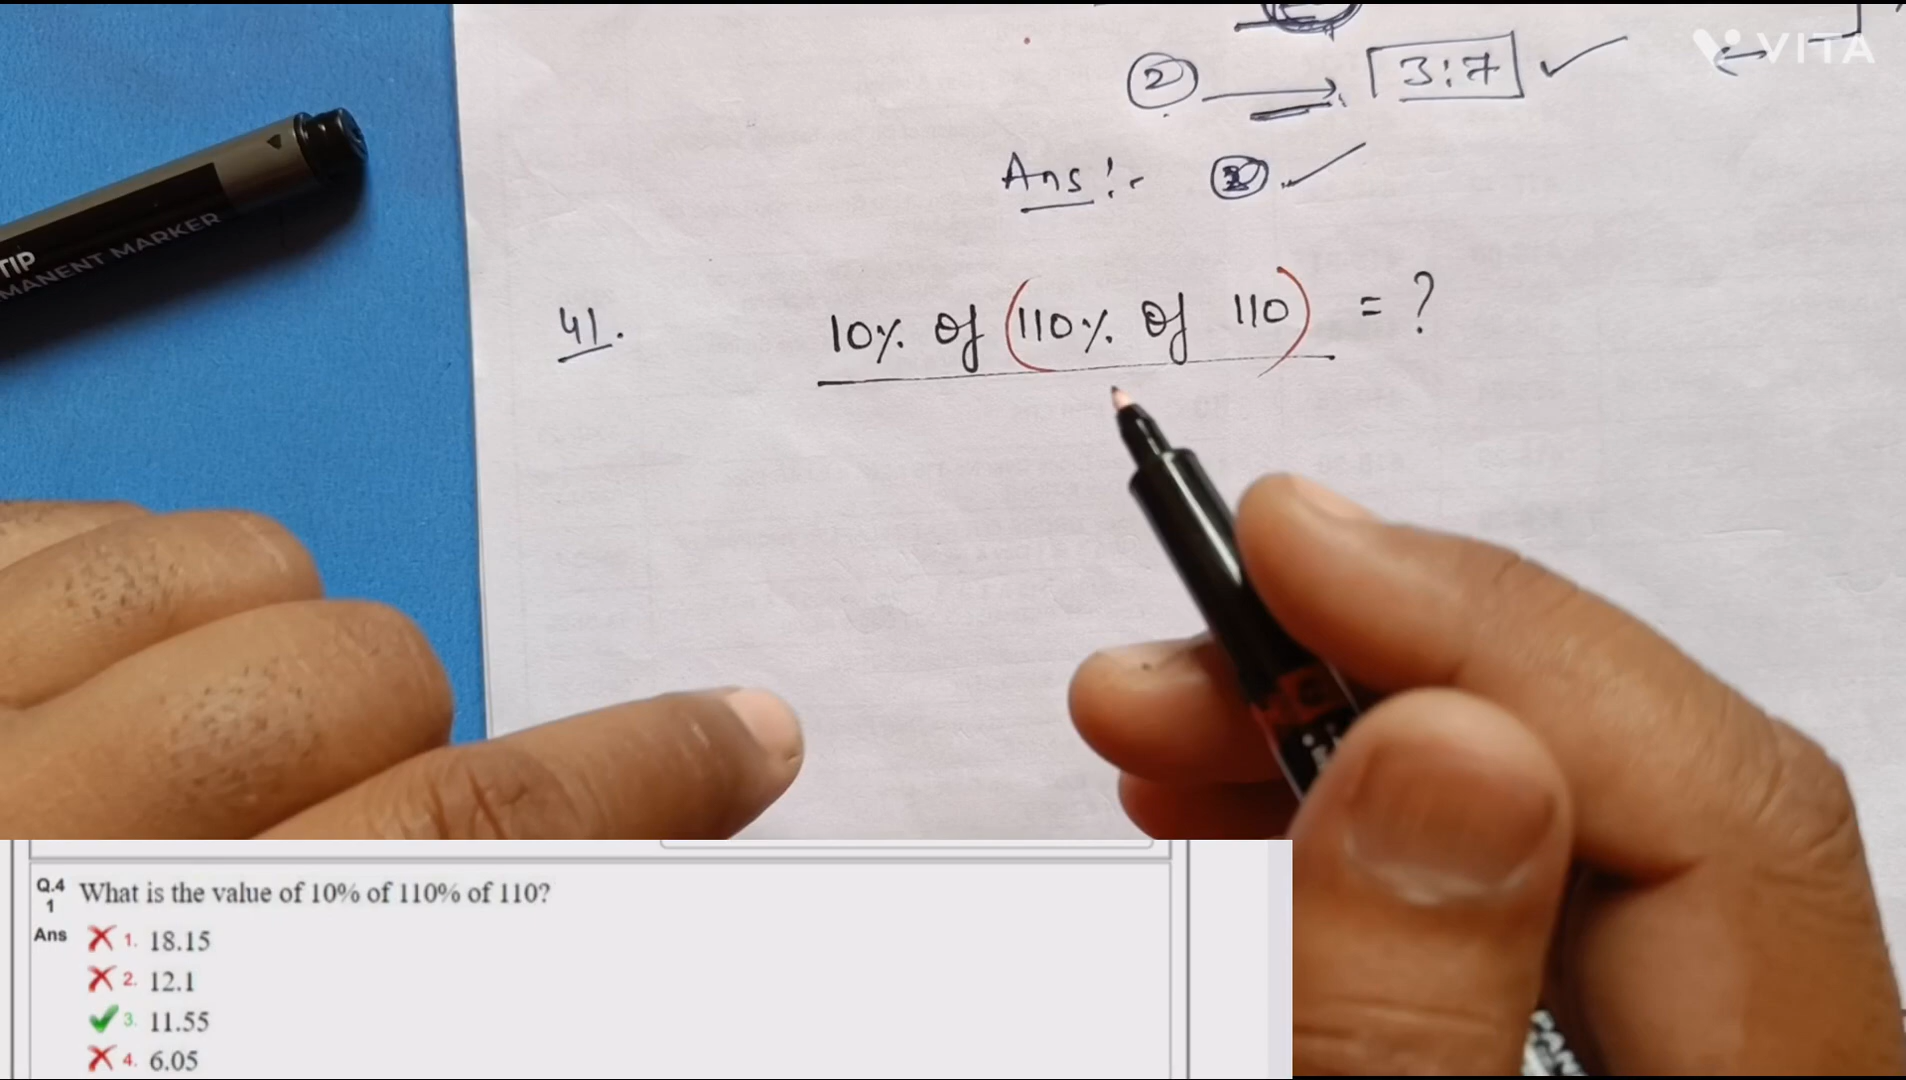 VITA
② → 3:7 ✓
Ans :-
TIP
MANENT MARKER
41. 10% of (110% of 110) = ?
Q.4 What is the value of 10% of 110% of 110?
1
Ans 1. 18.15
2. 12.1
3. 11.55
4. 6.05